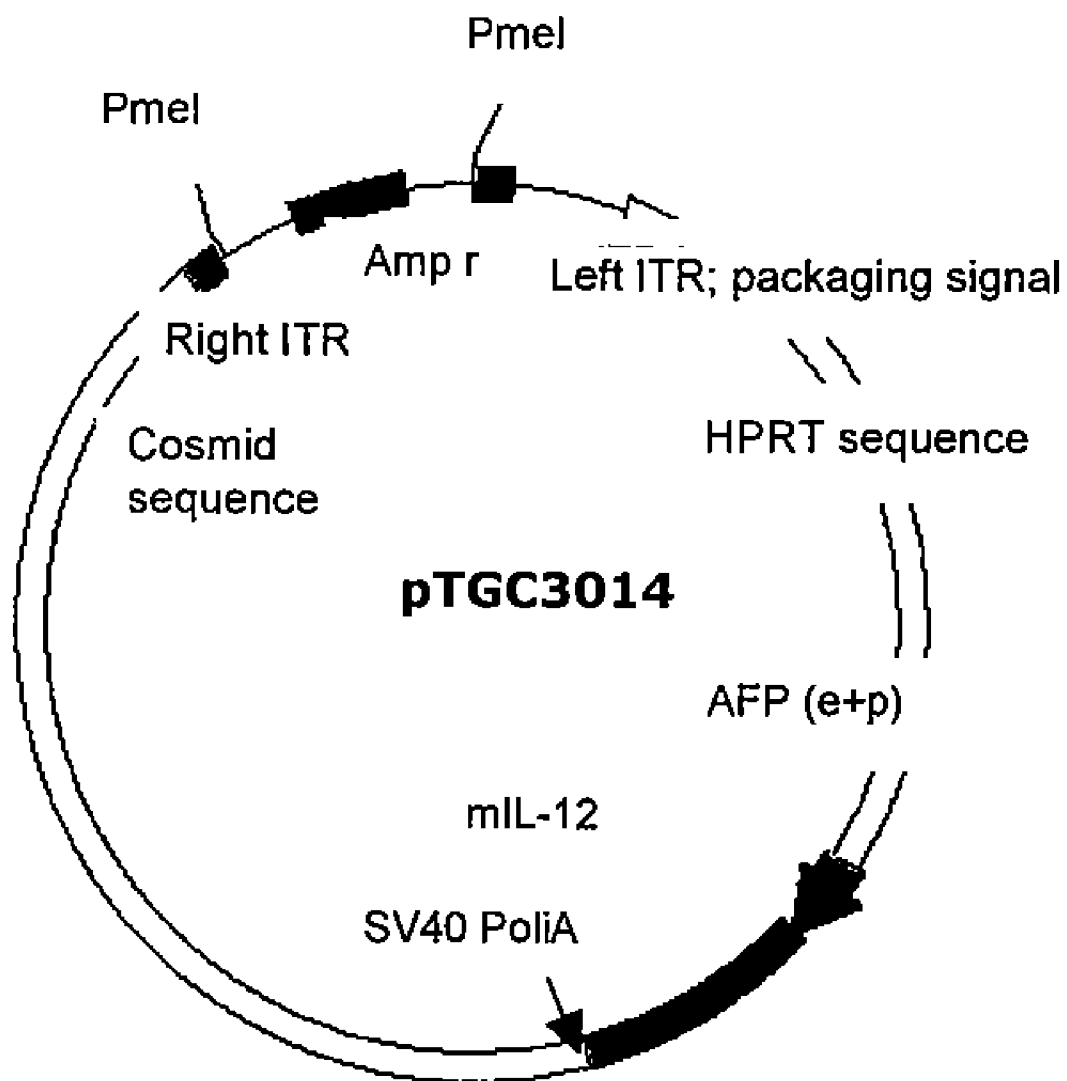 PmeI
PmeI
Amp r
Left ITR; packaging signal
Right ITR
HPRT sequence
Cosmid
sequence
pTGC3014
AFP (e+p)
mIL-12
SV40 PoliA